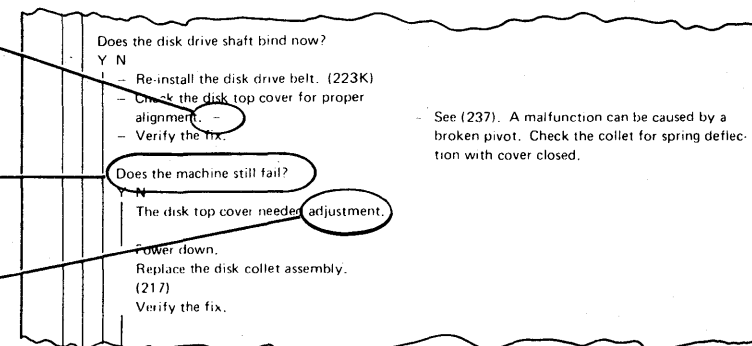 Does the disk drive shaft bind now?
Y N
– Re-install the disk drive belt. (223K)
– Check the disk top cover for proper
alignment. –
– Verify the fix.
– See (237). A malfunction can be caused by a
broken pivot. Check the collet for spring deflec-
tion with cover closed.
Does the machine still fail?
Y N
The disk top cover needed adjustment.
Power down.
Replace the disk collet assembly.
(217)
Verify the fix.